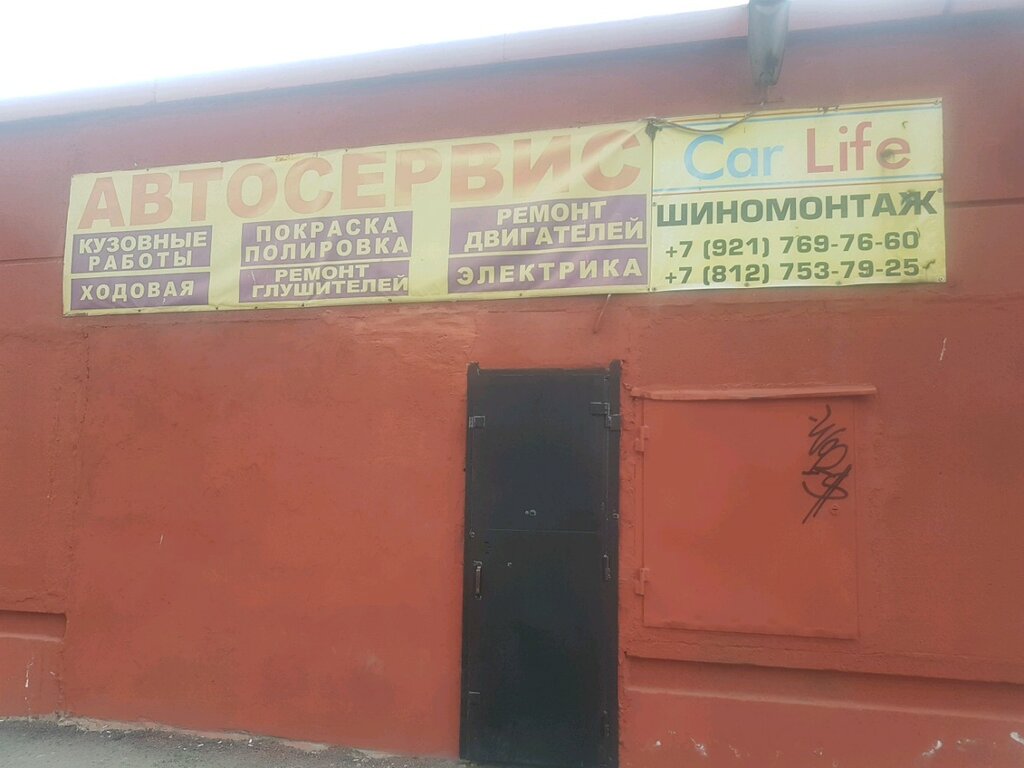 АВТОСЕРВИС
КУЗОВНЫЕ
РАБОТЫ
ХОДОВАЯ
ПОКРАСКА
ПОЛИРОВКА
РЕМОНТ
ГЛУШИТЕЛЕЙ
РЕМОНТ
ДВИГАТЕЛЕЙ
ЭЛЕКТРИКА
Car Life
ШИНОМОНТАЖ
+7 (921) 769-76-60
+7 (812) 753-79-25